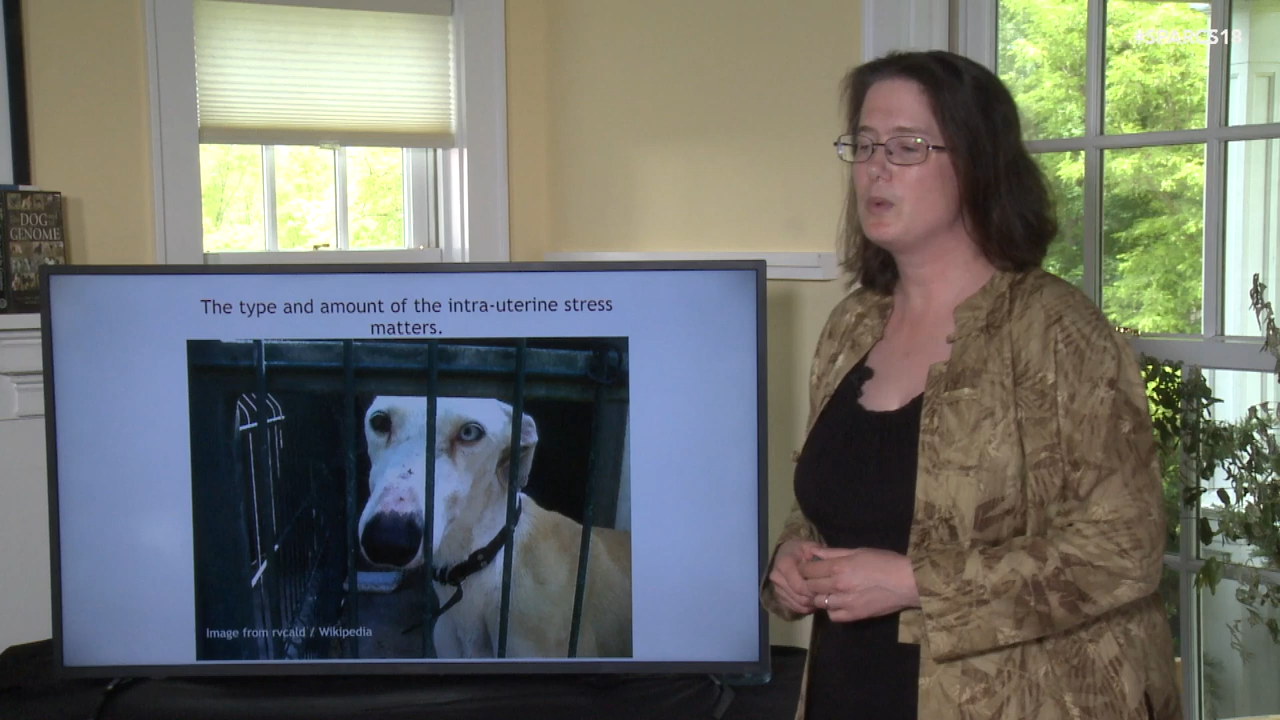 #SPARCS18
DOG
GENOME
The type and amount of the intra-uterine stress
matters.
Image from rvcald / Wikipedia